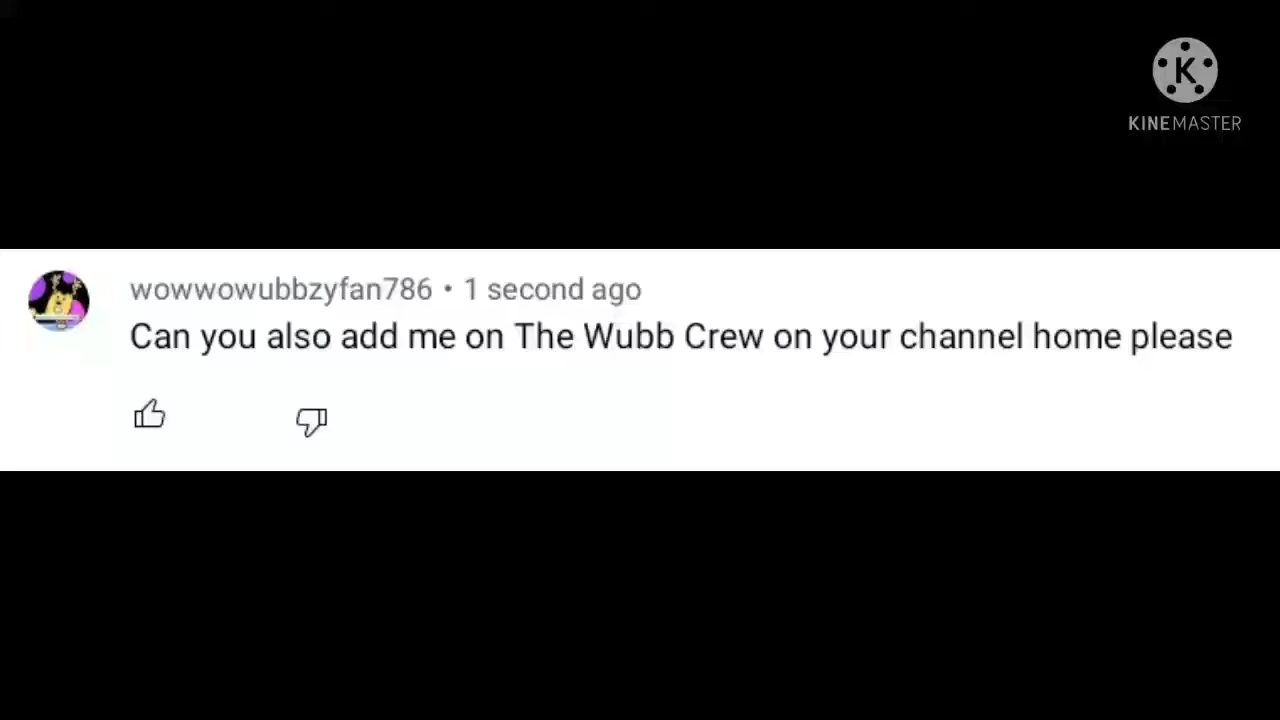 K
KINEMASTER
wowwowubbzyfan786 • 1 second ago
Can you also add me on The Wubb Crew on your channel home please